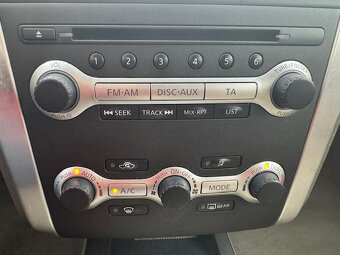 1 2 3 4 5 6
VOL TUNE/FOLDER
FM·AM DISC·AUX TA
PUSH
SEEK TRACK MIX·RPT LIST
AUTO ON·OFF
A/C MODE
REAR